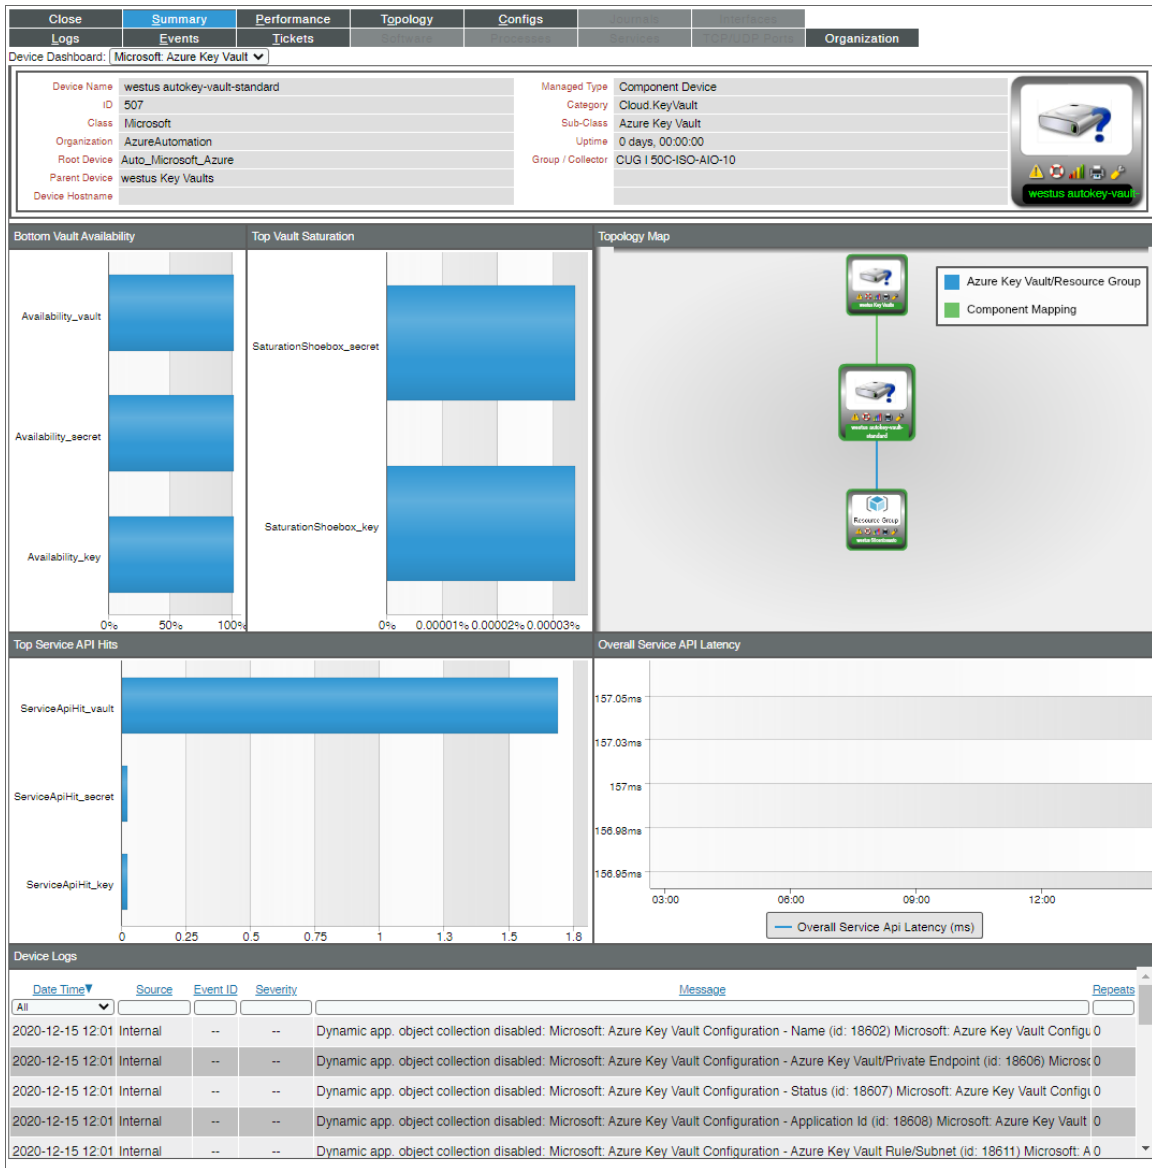 Close Summary Performance Topology Configs Journals Interfaces
Logs Events Tickets Software Processes Services TCP/UDP Ports Organization
Device Dashboard: Microsoft: Azure Key Vault
Device Name westus autokey-vault-standard Managed Type Component Device
ID 507 Category Cloud.KeyVault
Class Microsoft Sub-Class Azure Key Vault
Organization AzureAutomation Uptime 0 days, 00:00:00
Root Device Auto_Microsoft_Azure Group / Collector CUG | 50C-ISO-AIO-10
Parent Device westus Key Vaults
Device Hostname
westus autokey-vault-
Bottom Vault Availability
Availability_vault
Availability_secret
Availability_key
0% 50% 100%
Top Vault Saturation
SaturationShoebox_secret
SaturationShoebox_key
0% 0.00001% 0.00002% 0.00003%
Topology Map
westus Key Vaults
westus autokey-vault-
standard
Resource Group
Azure Key Vault/Resource Group
Component Mapping
Top Service API Hits
ServiceApiHit_vault
ServiceApiHit_secret
ServiceApiHit_key
0 0.25 0.5 0.75 1 1.3 1.5 1.8
Overall Service API Latency
157.05ms
157.03ms
157ms
156.98ms
156.95ms
03:00 06:00 09:00 12:00
Overall Service Api Latency (ms)
Device Logs
Date Time Source Event ID Severity Message Repeats
All
2020-12-15 12:01 Internal -- -- Dynamic app. object collection disabled: Microsoft: Azure Key Vault Configuration - Name (id: 18602) Microsoft: Azure Key Vault Configu 0
2020-12-15 12:01 Internal -- -- Dynamic app. object collection disabled: Microsoft: Azure Key Vault Configuration - Azure Key Vault/Private Endpoint (id: 18606) Microsc 0
2020-12-15 12:01 Internal -- -- Dynamic app. object collection disabled: Microsoft: Azure Key Vault Configuration - Status (id: 18607) Microsoft: Azure Key Vault Configu 0
2020-12-15 12:01 Internal -- -- Dynamic app. object collection disabled: Microsoft: Azure Key Vault Configuration - Application Id (id: 18608) Microsoft: Azure Key Vault 0
2020-12-15 12:01 Internal -- -- Dynamic app. object collection disabled: Microsoft: Azure Key Vault Configuration - Azure Key Vault Rule/Subnet (id: 18611) Microsoft: A 0